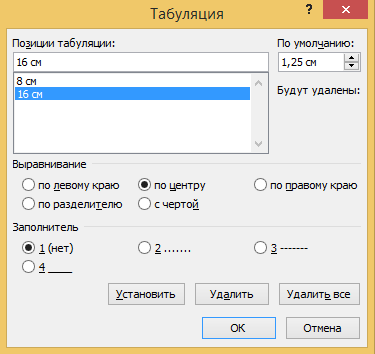 Табуляция ? x
Позиции табуляции: По умолчанию:
16 см 1,25 см
8 см
16 см
Будут удалены:
Выравнивание
по левому краю по центру по правому краю
по разделителю с чертой
Заполнитель
1 (нет) 2 ....... 3 -------
4 ____
Установить Удалить Удалить все
ОК Отмена